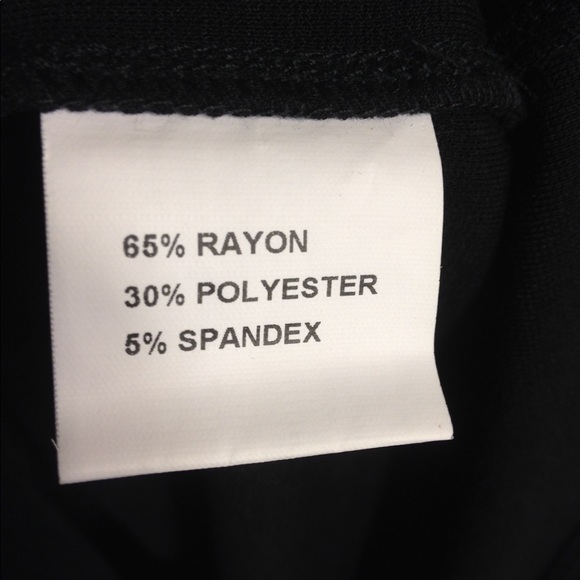 65% RAYON
30% POLYESTER
5% SPANDEX